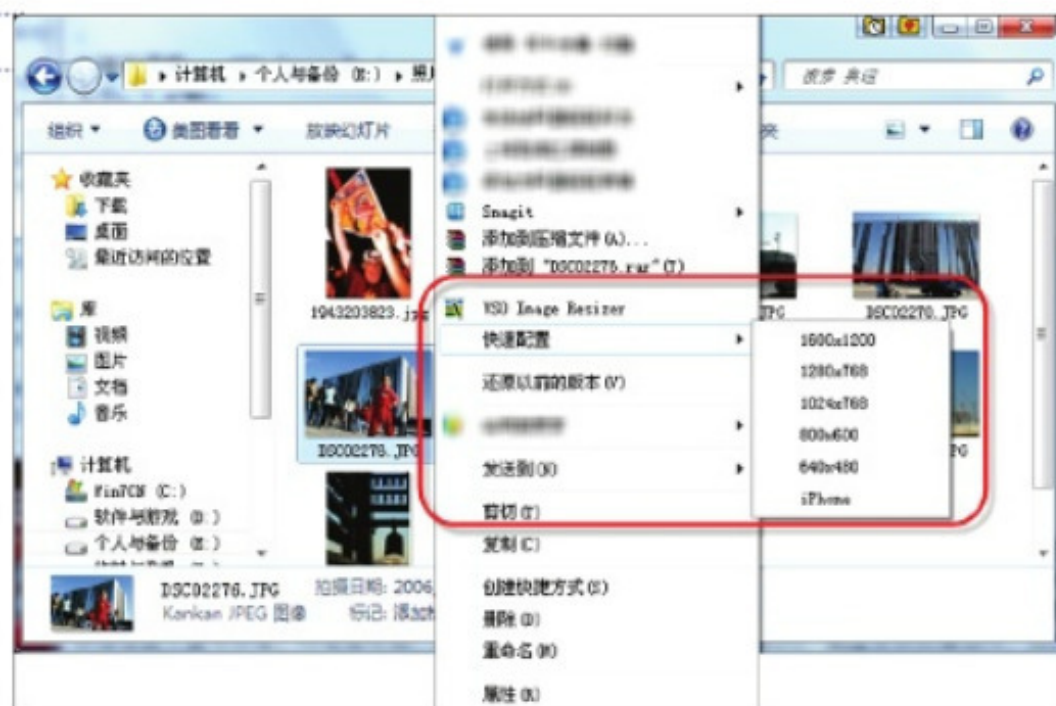 计算机 ▸ 个人与备份 (E:) ▸ 照
组织 美图看看 放映幻灯片
收藏夹
下载
桌面
最近访问的位置
库
视频
图片
文档
音乐
计算机
Win7CN (C:)
软件与游戏 (D:)
个人与备份 (E:)
1943203823.jp
DSC02276.JPG
JPG
DSC02270.JPG
PG
Snagit
添加到压缩文件(A)...
添加到 "DSC02276.rar"(T)
VSO Image Resizer
快速配置
还原以前的版本(V)
发送到(N)
剪切(T)
复制(C)
创建快捷方式(S)
删除(D)
重命名(M)
属性(R)
1600x1200
1280x768
1024x768
800x600
640x480
iPhone
DSC02276.JPG 拍摄日期: 2006
Kankan JPEG 图像 标记: 添加